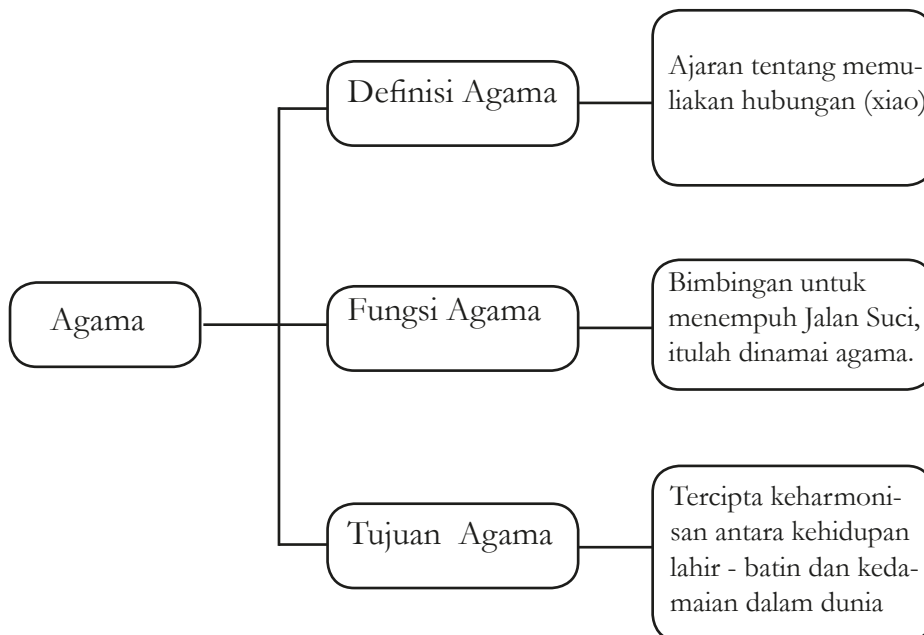 Definisi Agama
Ajaran tentang memu-
liakan hubungan (xiao)
Agama
Fungsi Agama
Bimbingan untuk
menempuh Jalan Suci,
itulah dinamai agama.
Tujuan Agama
Tercipta keharmoni-
san antara kehidupan
lahir - batin dan keda-
maian dalam dunia